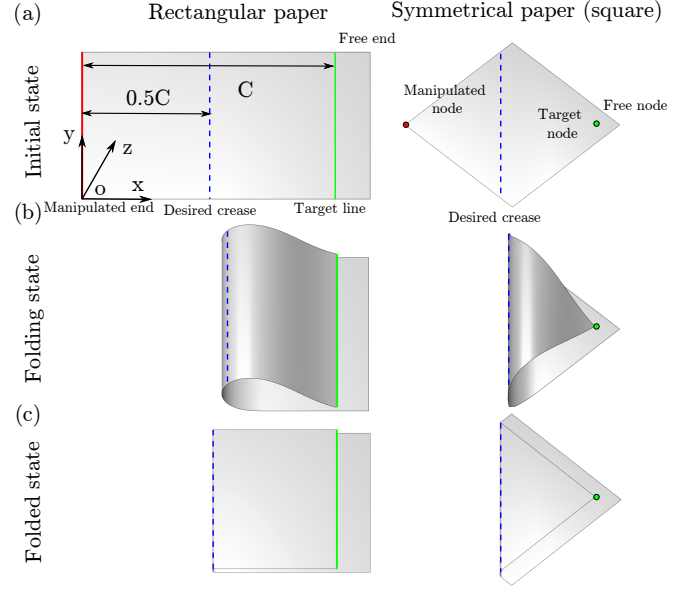 (a)
Rectangular paper
Symmetrical paper (square)
Initial state
Free end
0.5C
C
y
z
o
x
Manipulated end
Desired crease
Target line
Manipulated
node
Target
node
Free node
(b)
Folding state
Desired crease
(c)
Folded state